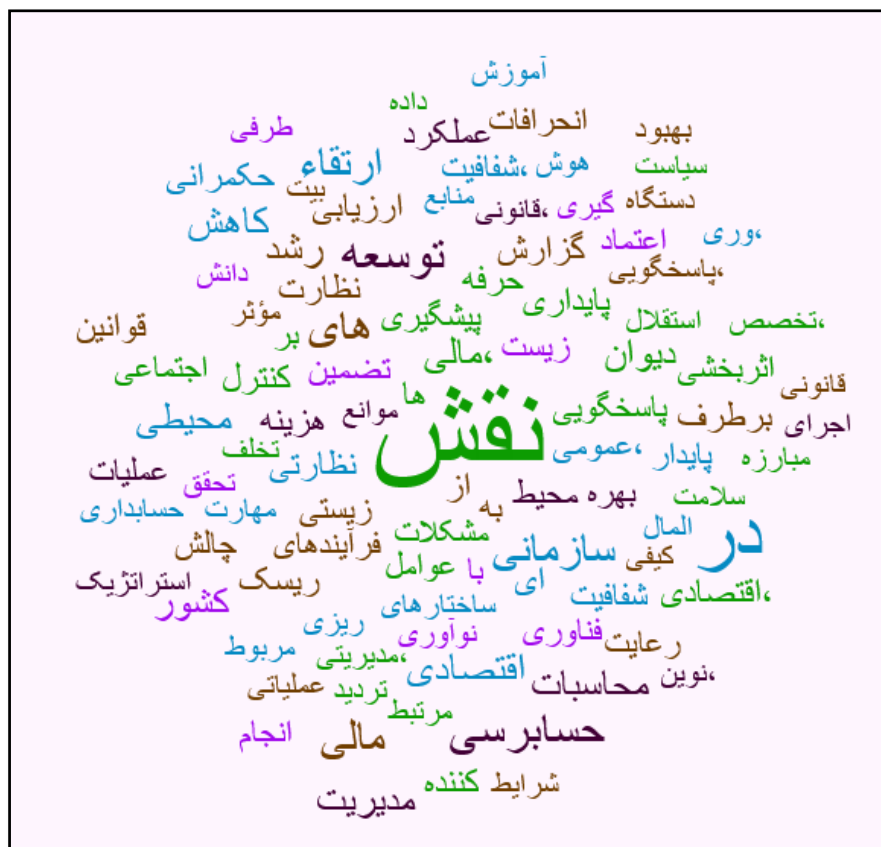 آموزش
داده
طرفی عملکرد انحرافات بهبود
حکمرانی ارتقاء شفافیت، هوش سیاست
بیت ارزیابی منابع قانونی، گیری دستگاه
کاهش رشد توسعه گزارش اعتماد وری،
دانش نظارت حرفه پاسخگویی،
قوانین مؤثر بر های پیشگیری پایداری استقلال تخصص،
اجتماعی کنترل تضمین مالی، زیست دیوان اثربخشی قانونی
محیطی هزینه موانع ها نقش پاسخگویی برطرف اجرای
عملیات تحقق تخلف نظارتی عمومی، پایدار مبارزه
حسابداری مهارت زیستی از به محیط بهره سلامت
چالش فرآیندهای مشکلات سازمانی کیفی المال در
استراتژیک کشور ریسک عوامل با ای شفافیت اقتصادی،
ساختارهای
مربوط ریزی نوآوری فناوری رعایت
عملیاتی تردید مدیریتی، اقتصادی محاسبات نوین،
انجام مالی مرتبط حسابرسی
مدیریت کننده شرایط